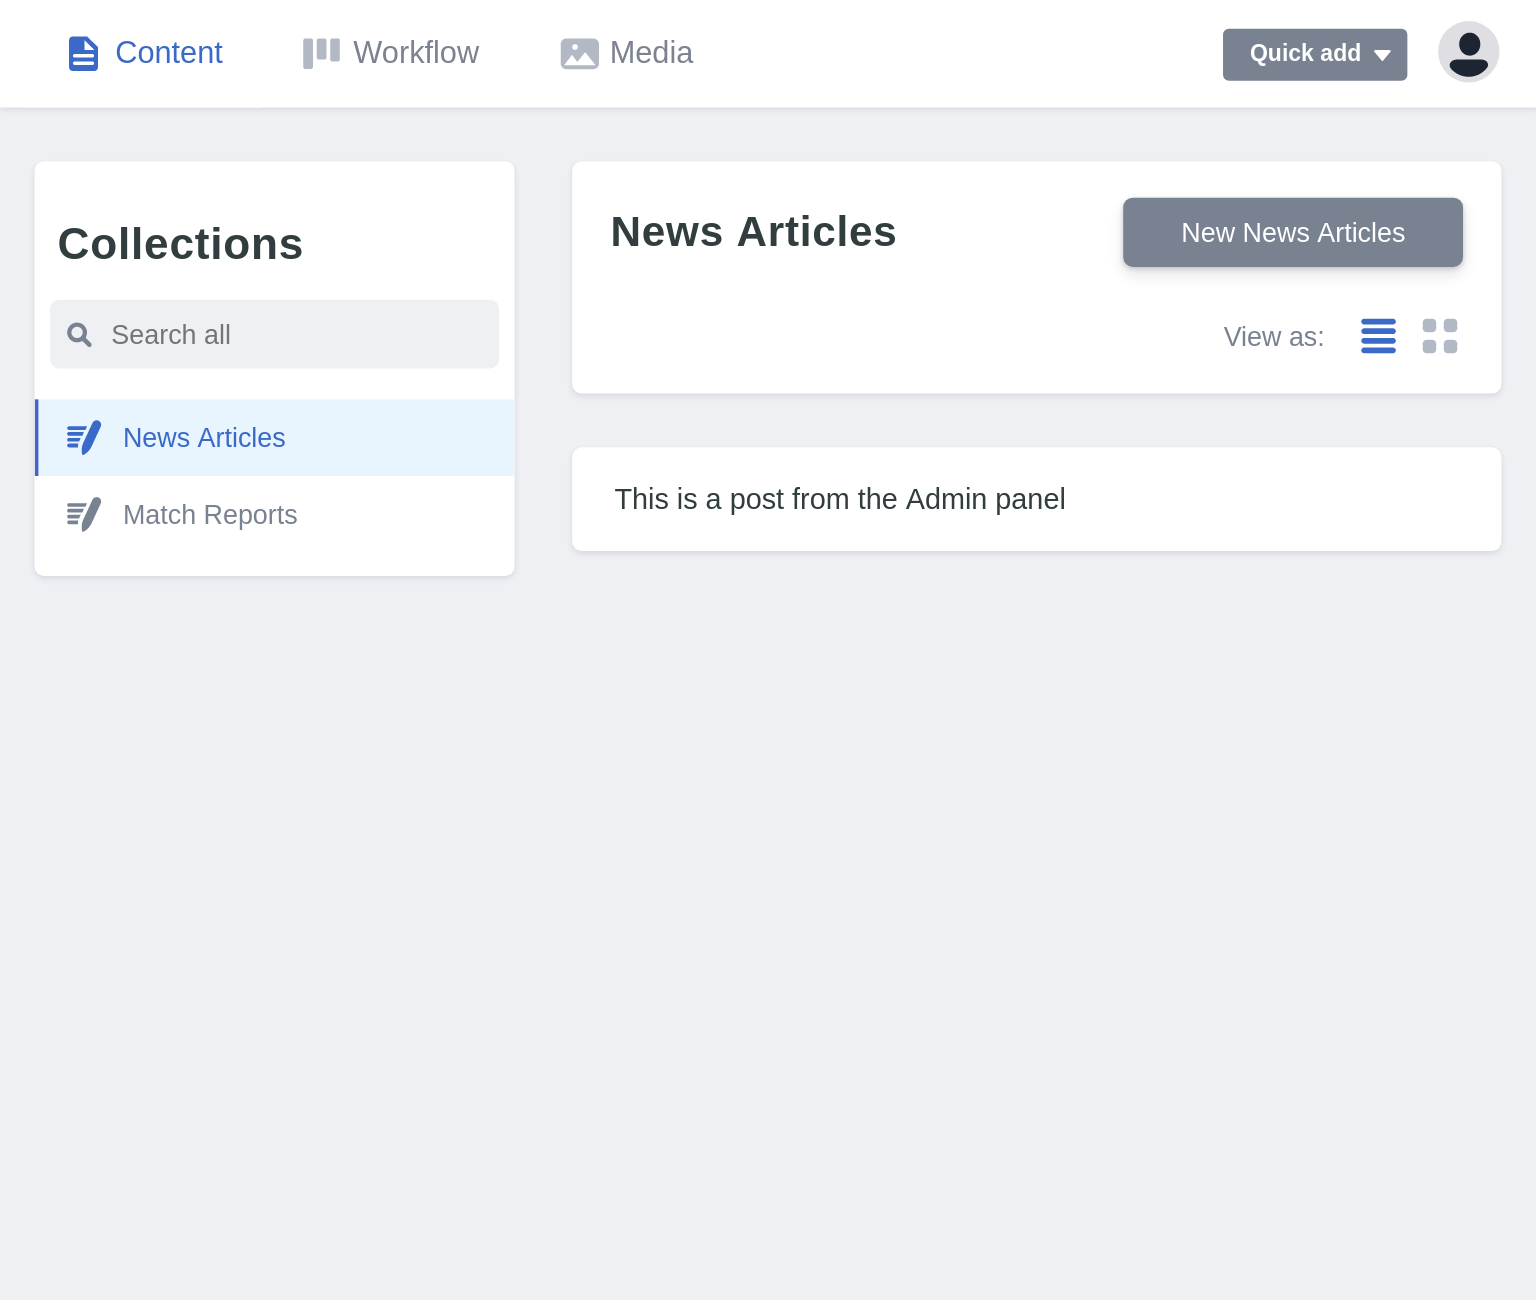 Content
Workflow
Media
Quick add
Collections
Search all
News Articles
Match Reports
News Articles
New News Articles
View as:
This is a post from the Admin panel